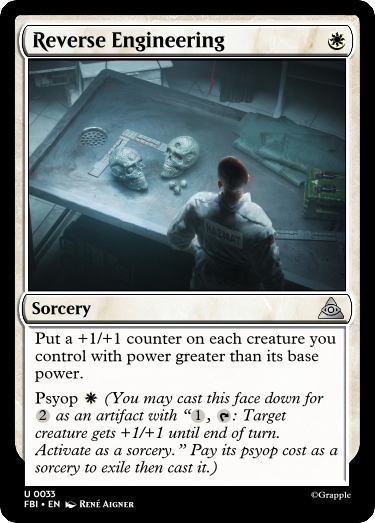 Reverse Engineering
HAZMAT
Sorcery
Put a +1/+1 counter on each creature you
control with power greater than its base
power.
Psyop (You may cast this face down for
2 as an artifact with “1, : Target
creature gets +1/+1 until end of turn.
Activate as a sorcery.” Pay its psyop cost as a
sorcery to exile then cast it.)
U 0033
FBI • EN René Aigner
©Grapple